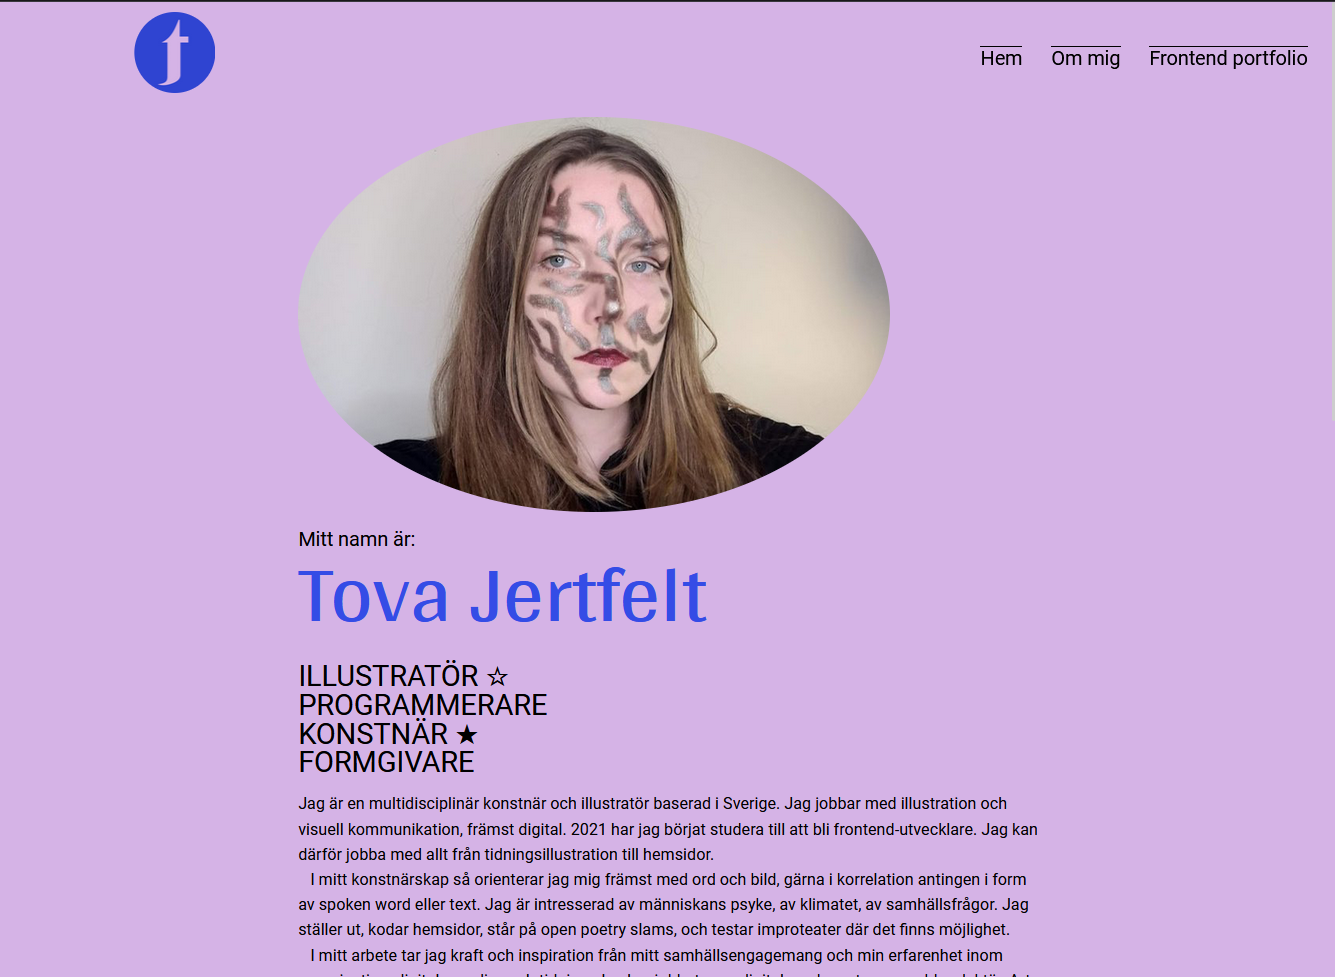 t
Hem Om mig Frontend portfolio
Mitt namn är:
Tova Jertfelt
ILLUSTRATÖR ☆
PROGRAMMERARE
KONSTNÄR ★
FORMGIVARE
Jag är en multidisciplinär konstnär och illustratör baserad i Sverige. Jag jobbar med illustration och
visuell kommunikation, främst digital. 2021 har jag börjat studera till att bli frontend-utvecklare. Jag kan
därför jobba med allt från tidningsillustration till hemsidor.
I mitt konstnärskap så orienterar jag mig främst med ord och bild, gärna i korrelation antingen i form
av spoken word eller text. Jag är intresserad av människans psyke, av klimatet, av samhällsfrågor. Jag
ställer ut, kodar hemsidor, står på open poetry slams, och testar improteater där det finns möjlighet.
I mitt arbete tar jag kraft och inspiration från mitt samhällsengagemang och min erfarenhet inom